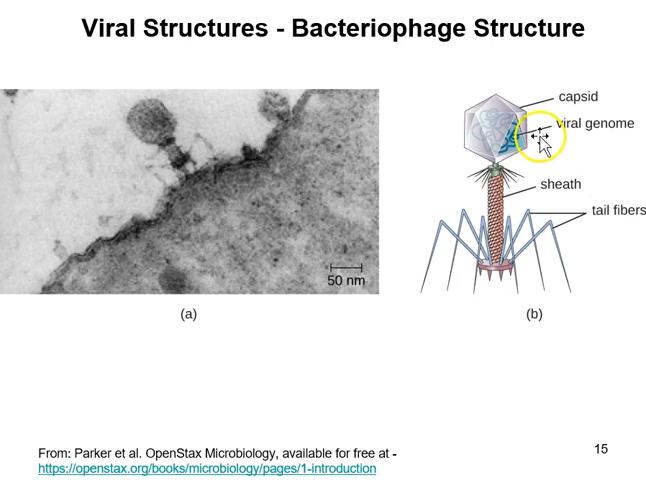 Viral Structures - Bacteriophage Structure
capsid
viral genome
sheath
tail fibers
50 nm
(a)
(b)
From: Parker et al. OpenStax Microbiology, available for free at -
https://openstax.org/books/microbiology/pages/1-introduction
15